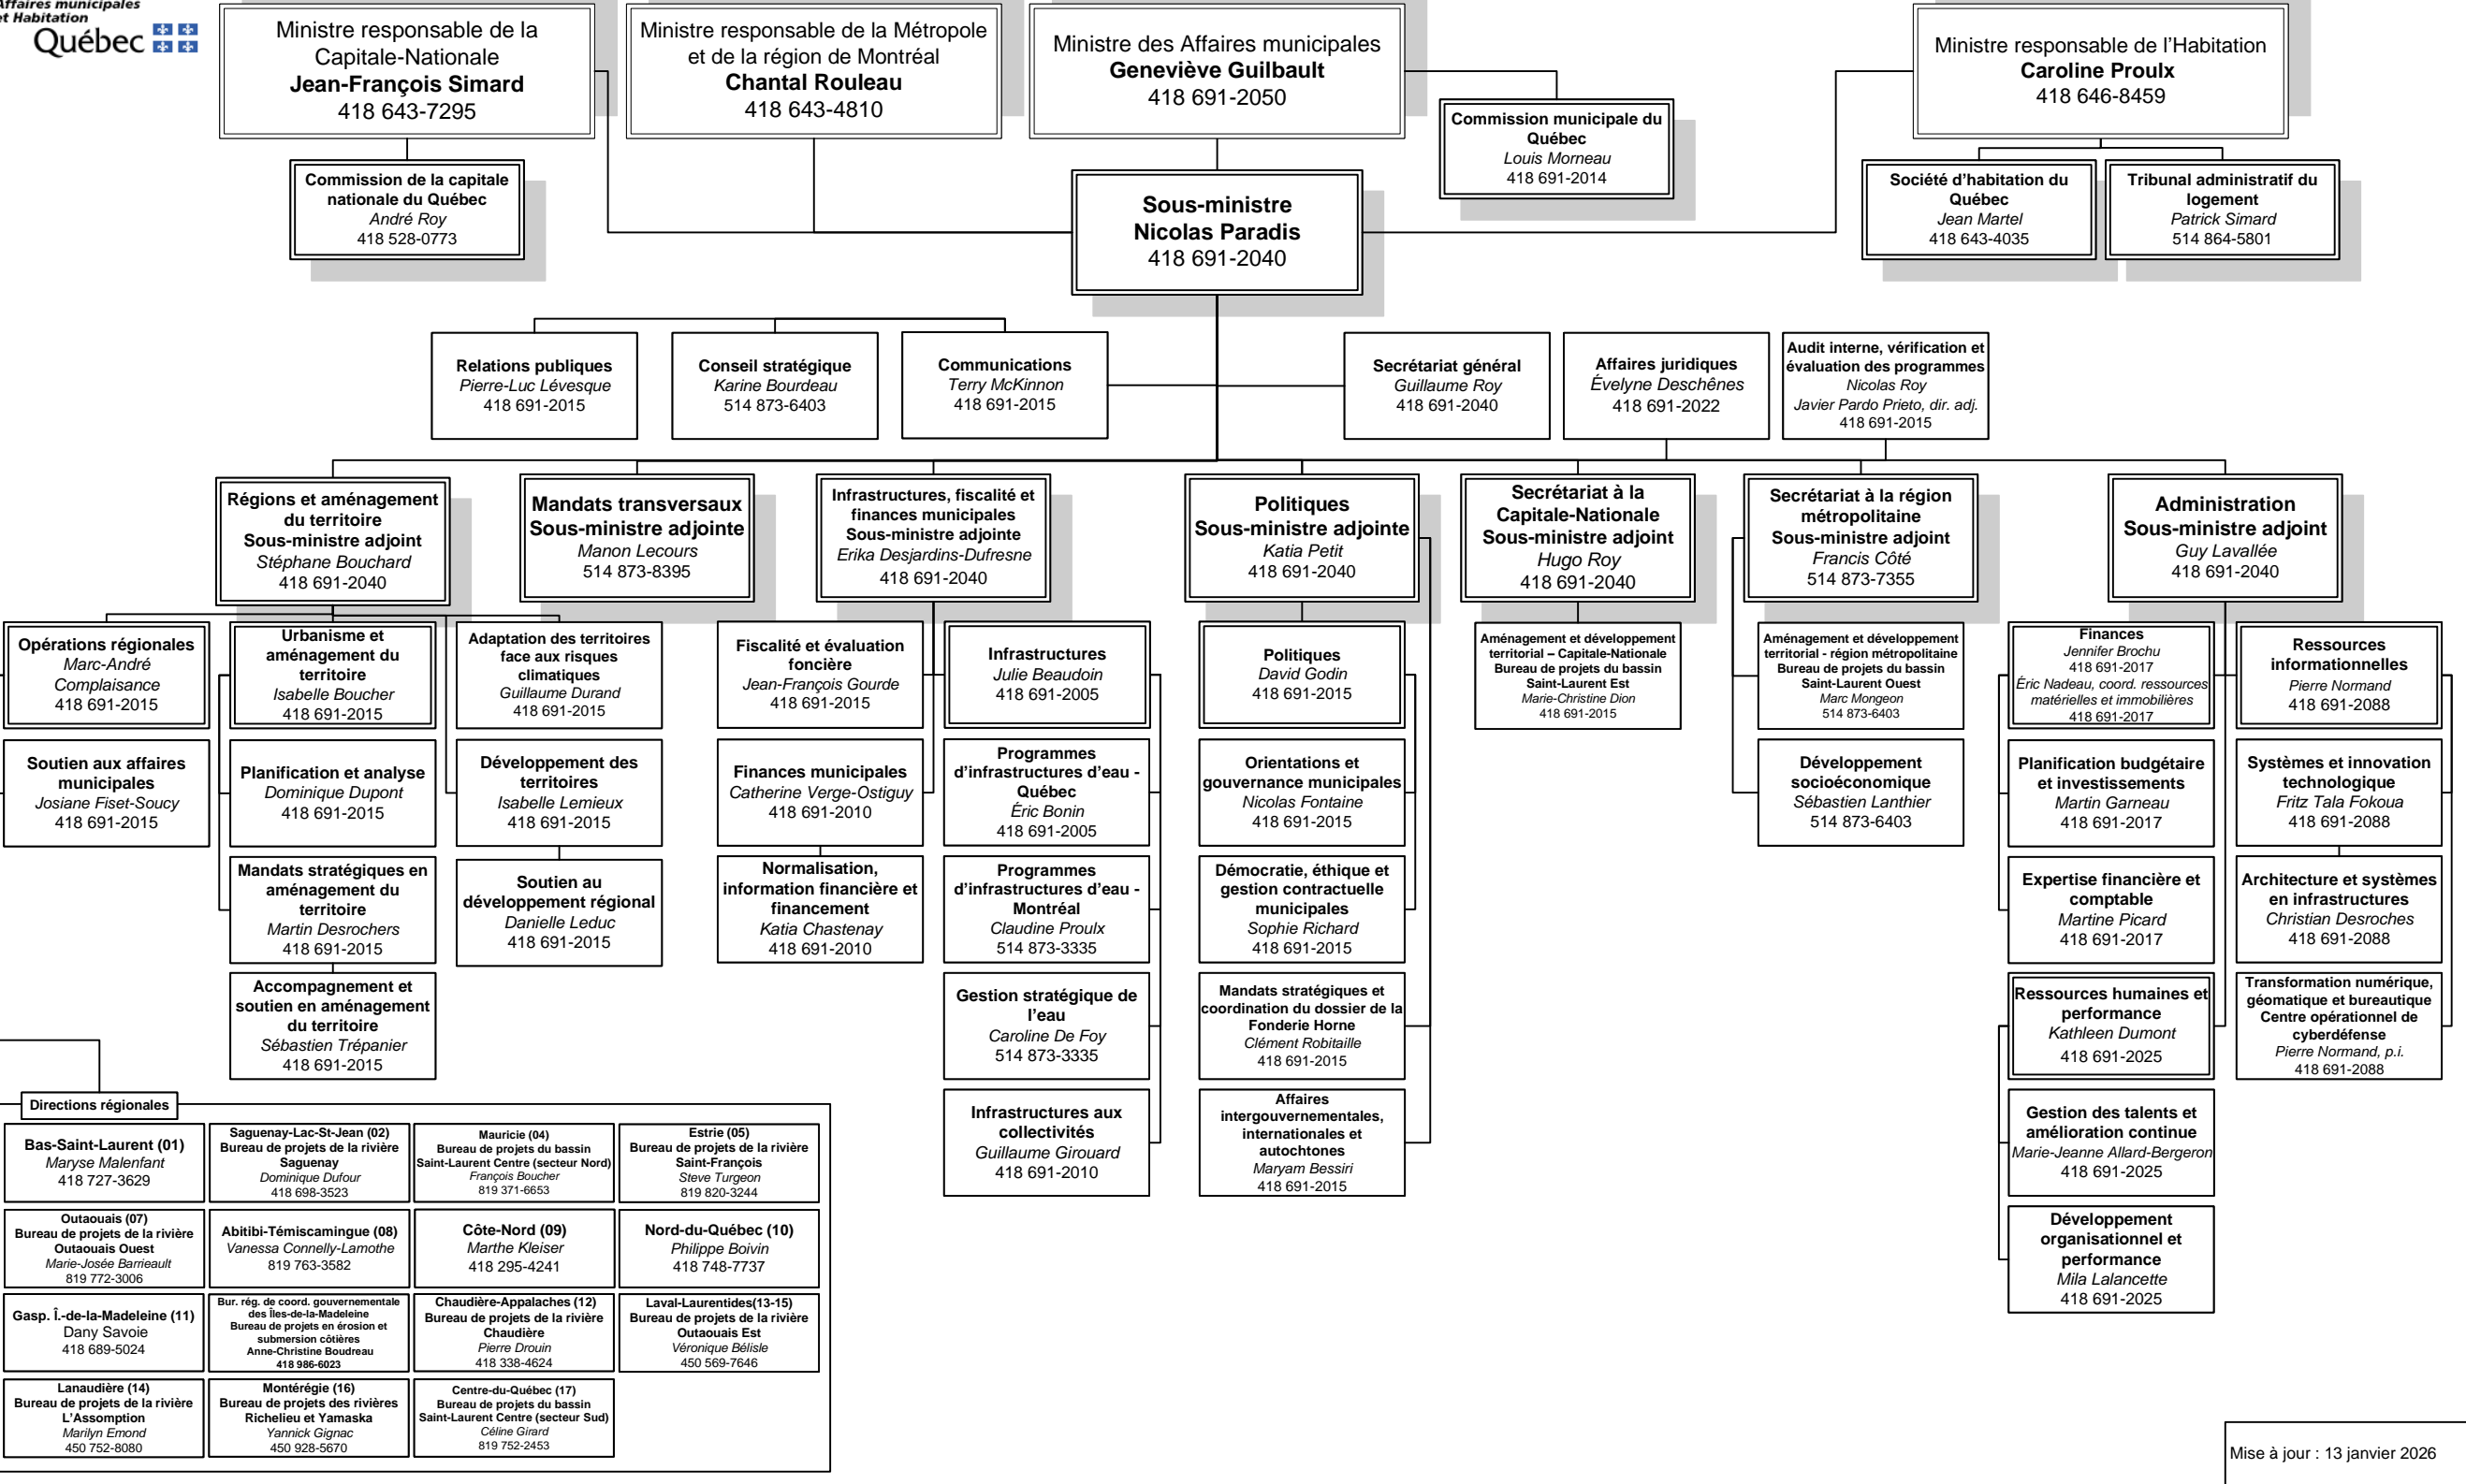 Affaires municipales
et Habitation
Québec
Ministre responsable de la
Capitale-Nationale
Jean-François Simard
418 643-7295
Ministre responsable de la Métropole
et de la région de Montréal
Chantal Rouleau
418 643-4810
Ministre des Affaires municipales
Geneviève Guilbault
418 691-2050
Ministre responsable de l'Habitation
Caroline Proulx
418 646-8459
Commission de la capitale
nationale du Québec
André Roy
418 528-0773
Sous-ministre
Nicolas Paradis
418 691-2040
Commission municipale du
Québec
Louis Morneau
418 691-2014
Société d'habitation du
Québec
Jean Martel
418 643-4035
Tribunal administratif du
logement
Patrick Simard
514 864-5801
Relations publiques
Pierre-Luc Lévesque
418 691-2015
Conseil stratégique
Karine Bourdeau
514 873-6403
Communications
Terry McKinnon
418 691-2015
Secrétariat général
Guillaume Roy
418 691-2040
Affaires juridiques
Évelyne Deschênes
418 691-2022
Audit interne, vérification et
évaluation des programmes
Nicolas Roy
Javier Pardo Prieto, dir. adj.
418 691-2015
Régions et aménagement
du territoire
Sous-ministre adjoint
Stéphane Bouchard
418 691-2040
Mandats transversaux
Sous-ministre adjointe
Manon Lecours
514 873-8395
Infrastructures, fiscalité et
finances municipales
Sous-ministre adjointe
Erika Desjardins-Dufresne
418 691-2040
Politiques
Sous-ministre adjointe
Katia Petit
418 691-2040
Secrétariat à la
Capitale-Nationale
Sous-ministre adjoint
Hugo Roy
418 691-2040
Secrétariat à la région
métropolitaine
Sous-ministre adjoint
Francis Côté
514 873-7355
Administration
Sous-ministre adjoint
Guy Lavallée
418 691-2040
Opérations régionales
Marc-André
Complaisance
418 691-2015
Urbanisme et
aménagement du
territoire
Isabelle Boucher
418 691-2015
Adaptation des territoires
face aux risques
climatiques
Guillaume Durand
418 691-2015
Fiscalité et évaluation
foncière
Jean-François Gourde
418 691-2015
Infrastructures
Julie Beaudoin
418 691-2005
Politiques
David Godin
418 691-2015
Aménagement et développement
territorial – Capitale-Nationale
Bureau de projets du bassin
Saint-Laurent Est
Marie-Christine Dion
418 691-2015
Aménagement et développement
territorial - région métropolitaine
Bureau de projets du bassin
Saint-Laurent Ouest
Marc Mongeon
514 873-6403
Finances
Jennifer Brochu
418 691-2017
Éric Nadeau, coord. ressources
matérielles et immobilières
418 691-2017
Ressources
informationnelles
Pierre Normand
418 691-2088
Soutien aux affaires
municipales
Josiane Fiset-Soucy
418 691-2015
Planification et analyse
Dominique Dupont
418 691-2015
Développement des
territoires
Isabelle Lemieux
418 691-2015
Finances municipales
Catherine Verge-Ostiguy
418 691-2010
Programmes
d'infrastructures d'eau -
Québec
Éric Bonin
418 691-2005
Orientations et
gouvernance municipales
Nicolas Fontaine
418 691-2015
Développement
socioéconomique
Sébastien Lanthier
514 873-6403
Planification budgétaire
et investissements
Martin Garneau
418 691-2017
Systèmes et innovation
technologique
Fritz Tala Fokoua
418 691-2088
Mandats stratégiques en
aménagement du
territoire
Martin Desrochers
418 691-2015
Soutien au
développement régional
Danielle Leduc
418 691-2015
Normalisation,
information financière et
financement
Katia Chastenay
418 691-2010
Programmes
d'infrastructures d'eau -
Montréal
Claudine Proulx
514 873-3335
Démocratie, éthique et
gestion contractuelle
municipales
Sophie Richard
418 691-2015
Expertise financière et
comptable
Martine Picard
418 691-2017
Architecture et systèmes
en infrastructures
Christian Desroches
418 691-2088
Accompagnement et
soutien en aménagement
du territoire
Sébastien Trépanier
418 691-2015
Gestion stratégique de
l'eau
Caroline De Foy
514 873-3335
Mandats stratégiques et
coordination du dossier de la
Fonderie Horne
Clément Robitaille
418 691-2015
Ressources humaines et
performance
Kathleen Dumont
418 691-2025
Transformation numérique,
géomatique et bureautique
Centre opérationnel de
cyberdéfense
Pierre Normand, p.i.
418 691-2088
Infrastructures aux
collectivités
Guillaume Girouard
418 691-2010
Affaires
intergouvernementales,
internationales et
autochtones
Maryam Bessiri
418 691-2015
Gestion des talents et
amélioration continue
Marie-Jeanne Allard-Bergeron
418 691-2025
Développement
organisationnel et
performance
Mila Lalancette
418 691-2025
Directions régionales
Bas-Saint-Laurent (01)
Maryse Malenfant
418 727-3629
Saguenay-Lac-St-Jean (02)
Bureau de projets de la rivière
Saguenay
Dominique Dufour
418 698-3523
Mauricie (04)
Bureau de projets du bassin
Saint-Laurent Centre (secteur Nord)
François Boucher
819 371-6653
Estrie (05)
Bureau de projets de la rivière
Saint-François
Steve Turgeon
819 820-3244
Outaouais (07)
Bureau de projets de la rivière
Outaouais Ouest
Marie-Josée Barrieault
819 772-3006
Abitibi-Témiscamingue (08)
Vanessa Connelly-Lamothe
819 763-3582
Côte-Nord (09)
Marthe Kleiser
418 295-4241
Nord-du-Québec (10)
Philippe Boivin
418 748-7737
Gasp. Î.-de-la-Madeleine (11)
Dany Savoie
418 689-5024
Bur. rég. de coord. gouvernementale
des Îles-de-la-Madeleine
Bureau de projets en érosion et
submersion côtières
Anne-Christine Boudreau
418 986-6023
Chaudière-Appalaches (12)
Bureau de projets de la rivière
Chaudière
Pierre Drouin
418 338-4624
Laval-Laurentides(13-15)
Bureau de projets de la rivière
Outaouais Est
Véronique Bélisle
450 569-7646
Lanaudière (14)
Bureau de projets de la rivière
L'Assomption
Marilyn Emond
450 752-8080
Montérégie (16)
Bureau de projets des rivières
Richelieu et Yamaska
Yannick Gignac
450 928-5670
Centre-du-Québec (17)
Bureau de projets du bassin
Saint-Laurent Centre (secteur Sud)
Céline Girard
819 752-2453
Mise à jour : 13 janvier 2026